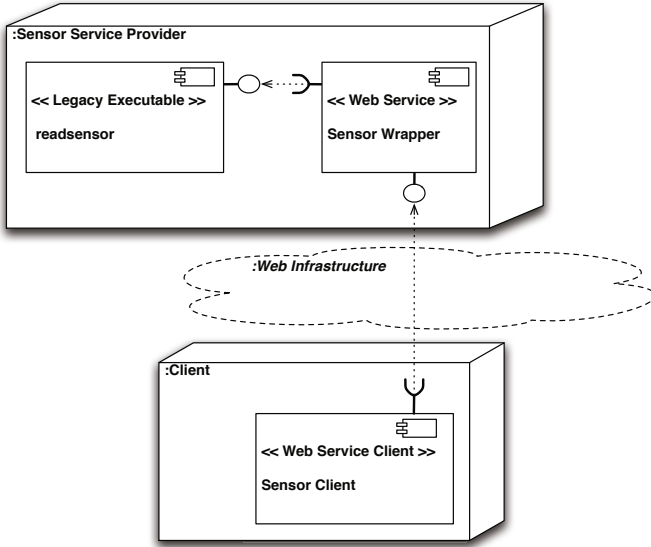 :Sensor Service Provider
<< Legacy Executable >>
readsensor
<< Web Service >>
Sensor Wrapper
:Web Infrastructure
:Client
<< Web Service Client >>
Sensor Client